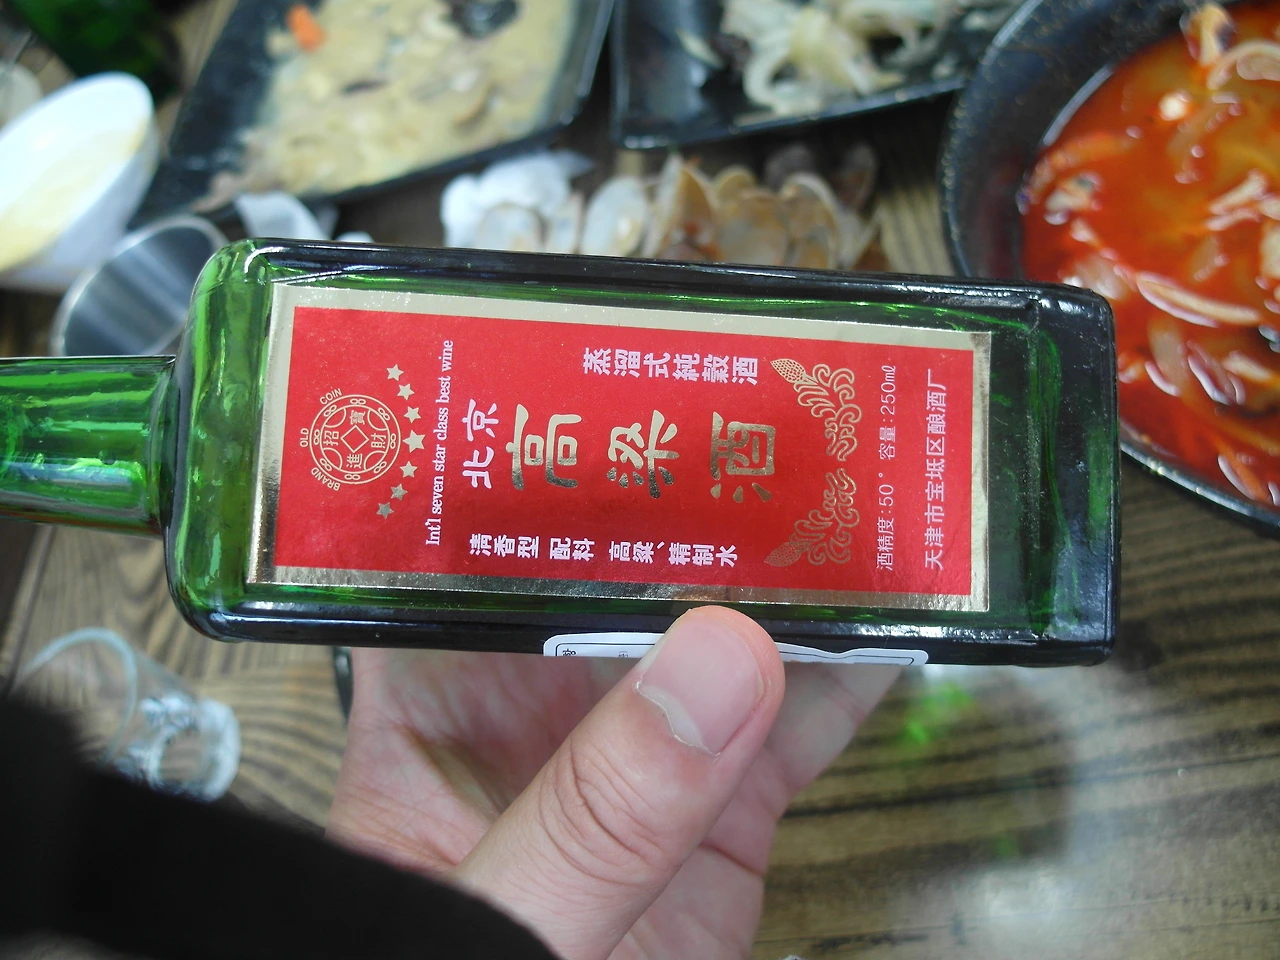 COIN
OLD
BRAND
招 寶
進 財
Int'l seven star class best wine
蒸溜式純穀酒
北京
高粱酒
清香型 配料 高粱、精制水
酒精度:50° 容量 250㎖
天津市宝坻区酿酒厂